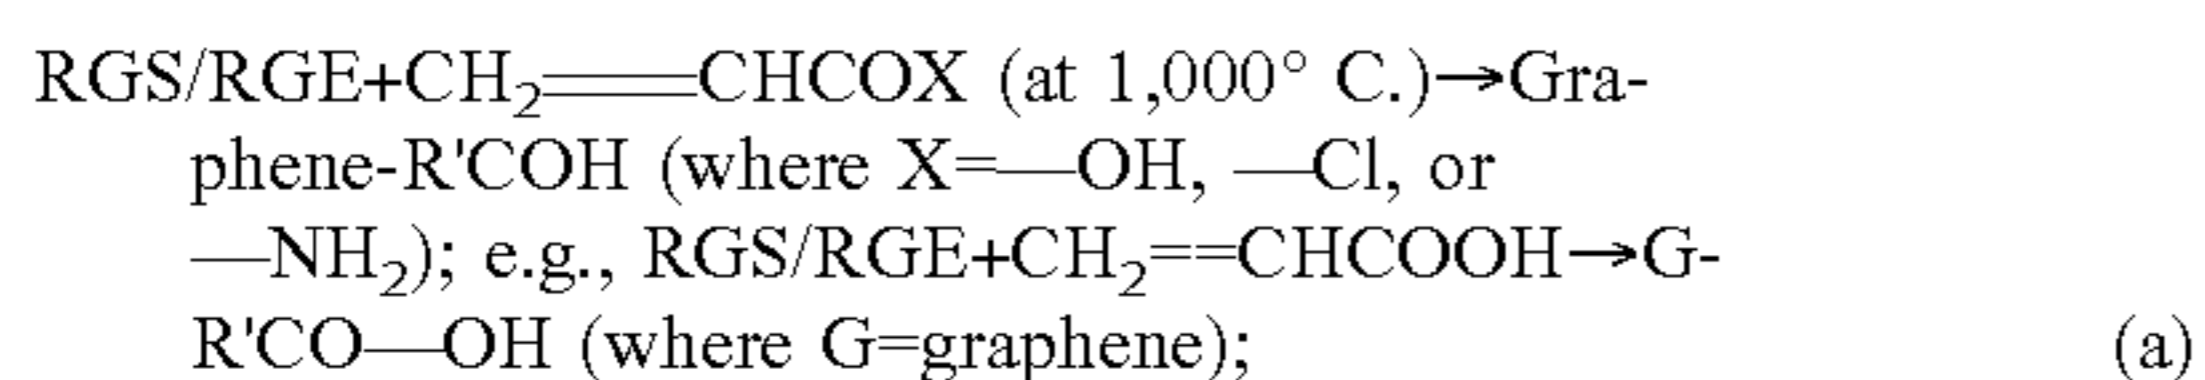 RGS/RGE+CH₂══CHCOX (at 1,000° C.)→Gra-
phene-R'COH (where X=—OH, —Cl, or
—NH₂); e.g., RGS/RGE+CH₂==CHCOOH→G-
R'CO—OH (where G=graphene); (a)